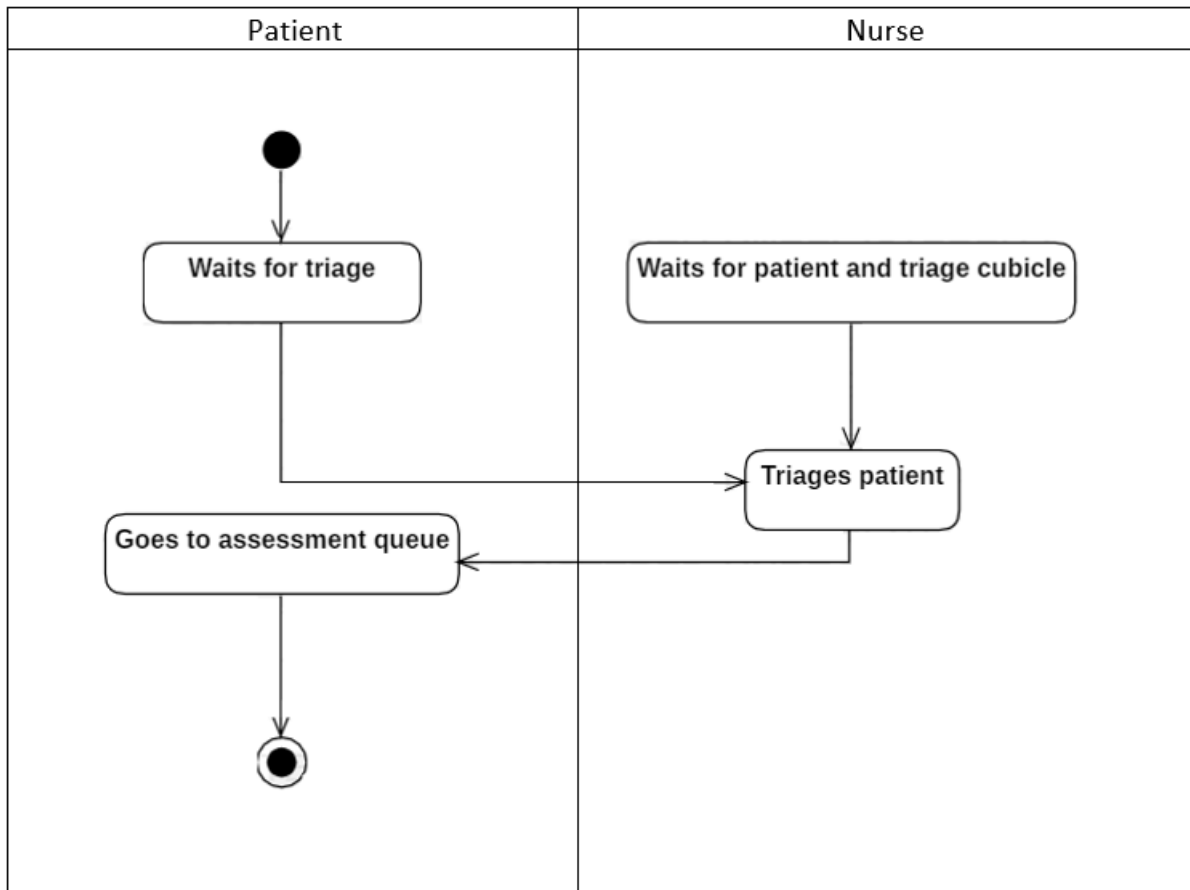 Patient
Nurse
Waits for triage
Waits for patient and triage cubicle
Triages patient
Goes to assessment queue